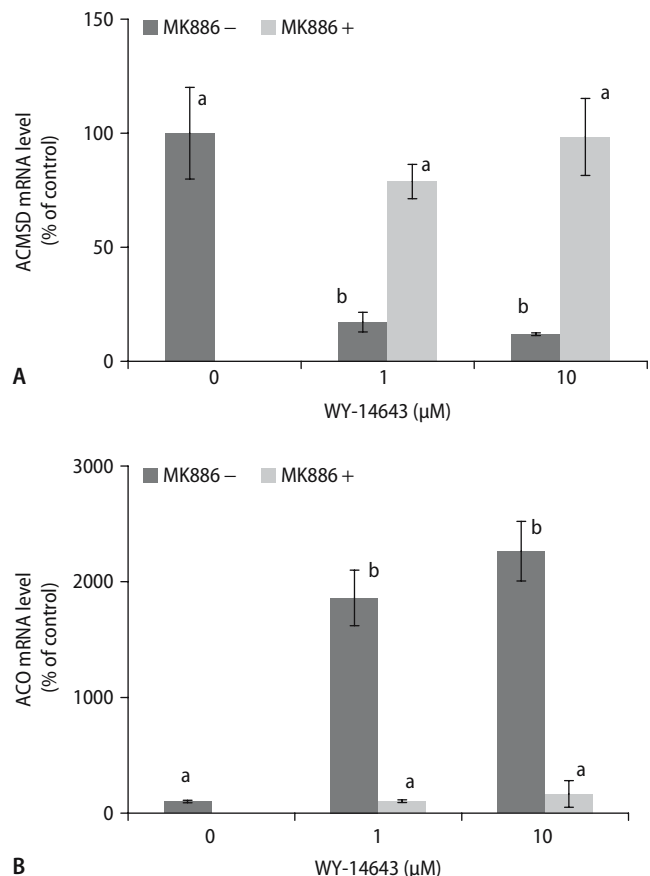 150
MK886 – MK886 +
a
100
a
a
ACMSD mRNA level
(% of control)
50
b
b
0
A
0 1 10
WY-14643 (μM)
3000
MK886 – MK886 +
b
b
2000
ACO mRNA level
(% of control)
1000
a
a
a
0
0 1 10
B
WY-14643 (μM)